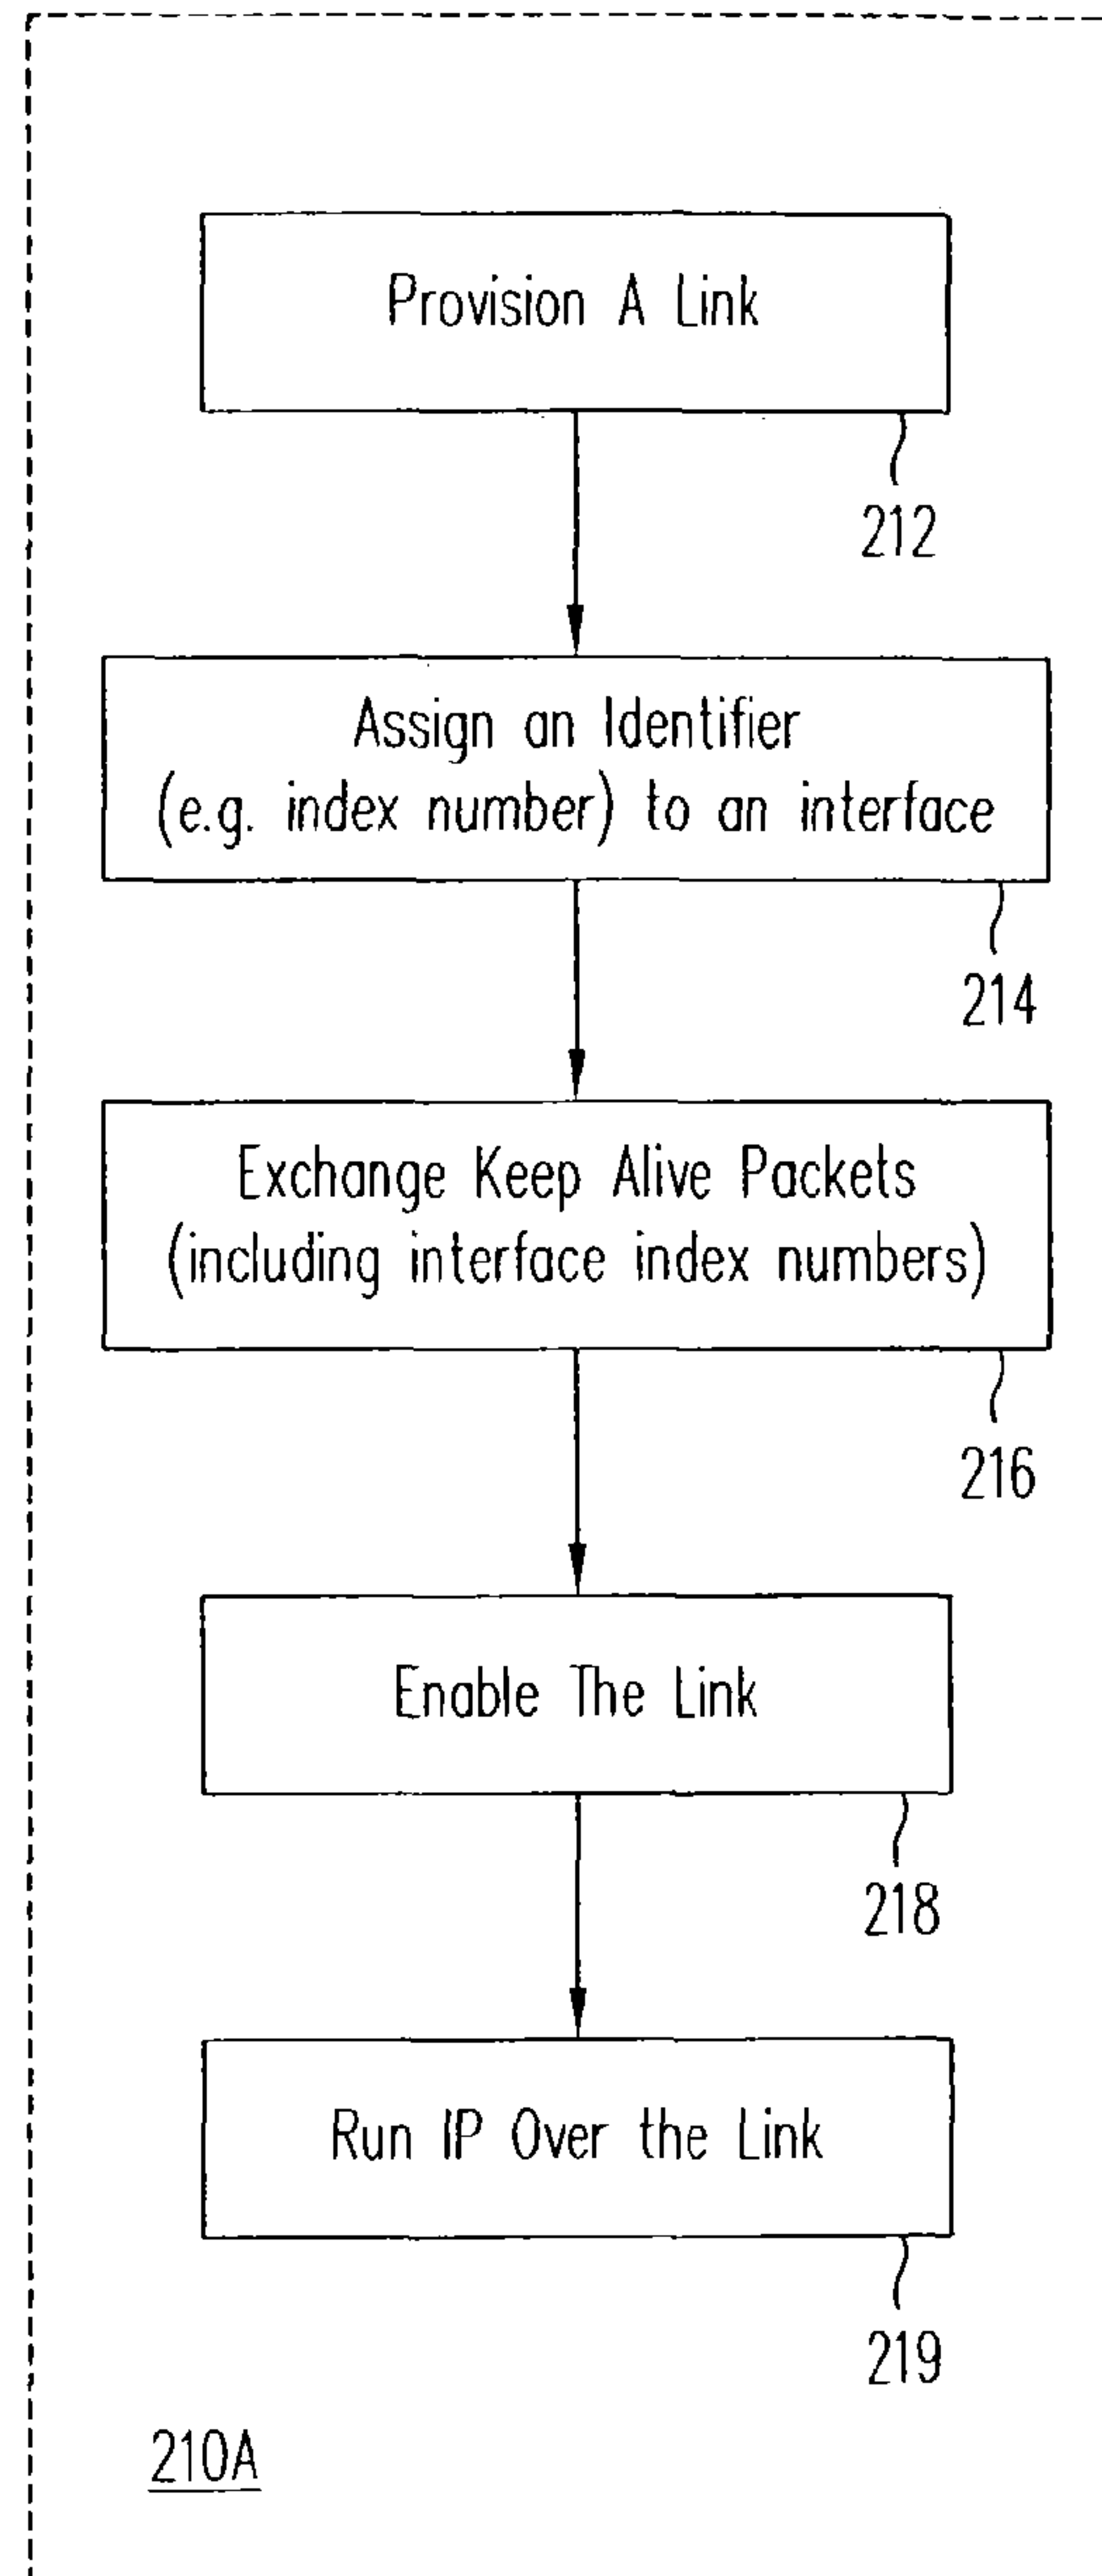 Provision A Link
212
Assign an Identifier
(e.g. index number) to an interface
214
Exchange Keep Alive Packets
(including interface index numbers)
216
Enable The Link
218
Run IP Over the Link
219
210A